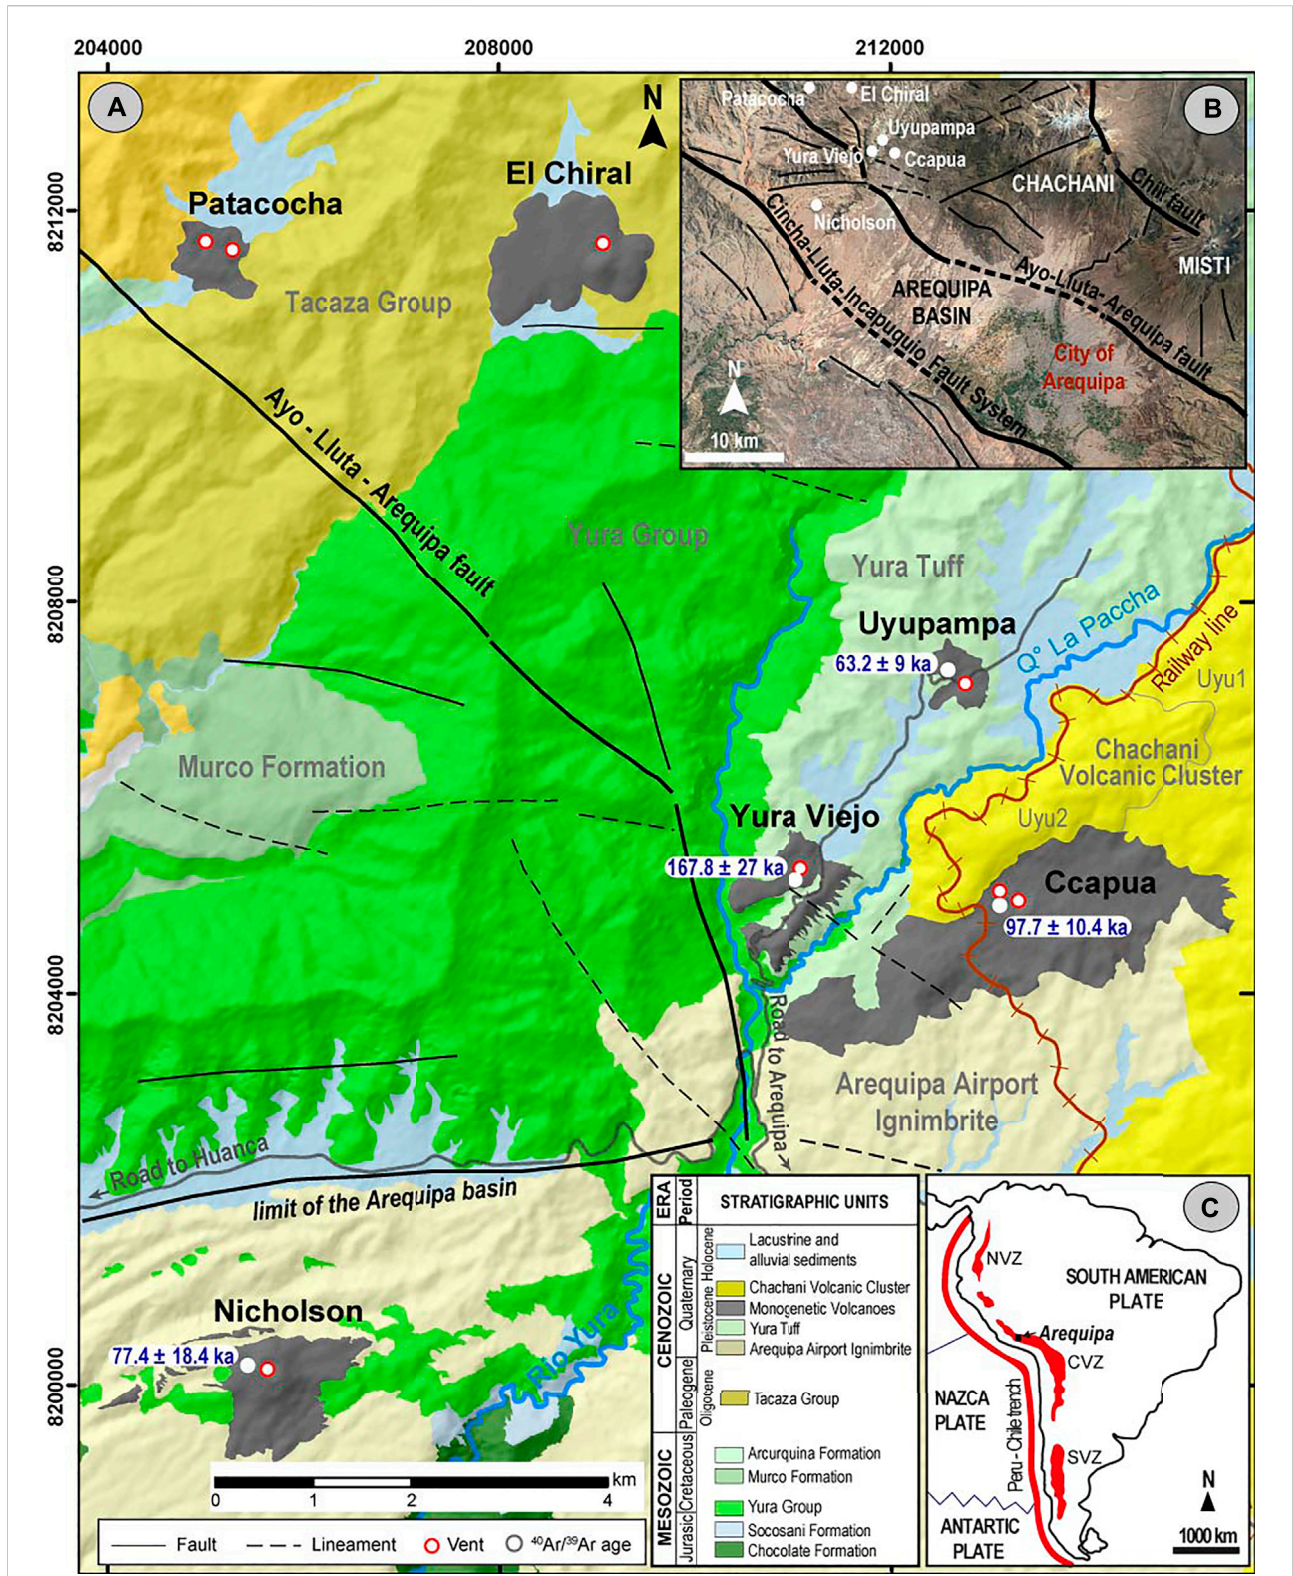 204000
208000
212000
A
N
8212000
8208000
8204000
8200000
Patacocha
El Chiral
Tacaza Group
Ayo - Lluta - Arequipa fault
Yura Group
Yura Tuff
Uyupampa
63.2 ± 9 ka
Q° La Paccha
Railway line
Uyu1
Chachani
Volcanic Cluster
Uyu2
Murco Formation
Yura Viejo
167.8 ± 27 ka
Ccapua
97.7 ± 10.4 ka
Road to Arequipa
Arequipa Airport
Ignimbrite
Road to Huanca
limit of the Arequipa basin
Nicholson
77.4 ± 18.4 ka
Rio Yura
km
0
1
2
4
Fault
Lineament
Vent
40Ar/39Ar age
B
Patacocha
El Chiral
Uyupampa
Yura Viejo
Ccapua
Nicholson
CHACHANI
Chili fault
MISTI
Cincha-Lluta-Incapuquio Fault System
Ayo-Lluta-Arequipa fault
AREQUIPA
BASIN
City of
Arequipa
N
10 km
ERA
Period
STRATIGRAPHIC UNITS
CENOZOIC
Quaternary
Holocene
Lacustrine and
alluvial sediments
Pleistocene
Chachani Volcanic Cluster
Monogenetic Volcanoes
Yura Tuff
Arequipa Airport Ignimbrite
Paleogene
Oligocene
Tacaza Group
MESOZOIC
Cretaceous
Arcurquina Formation
Murco Formation
Yura Group
Jurasic
Socosani Formation
Chocolate Formation
C
NVZ
SOUTH AMERICAN
PLATE
Arequipa
CVZ
NAZCA
PLATE
Peru - Chile trench
SVZ
ANTARTIC
PLATE
N
1000 km